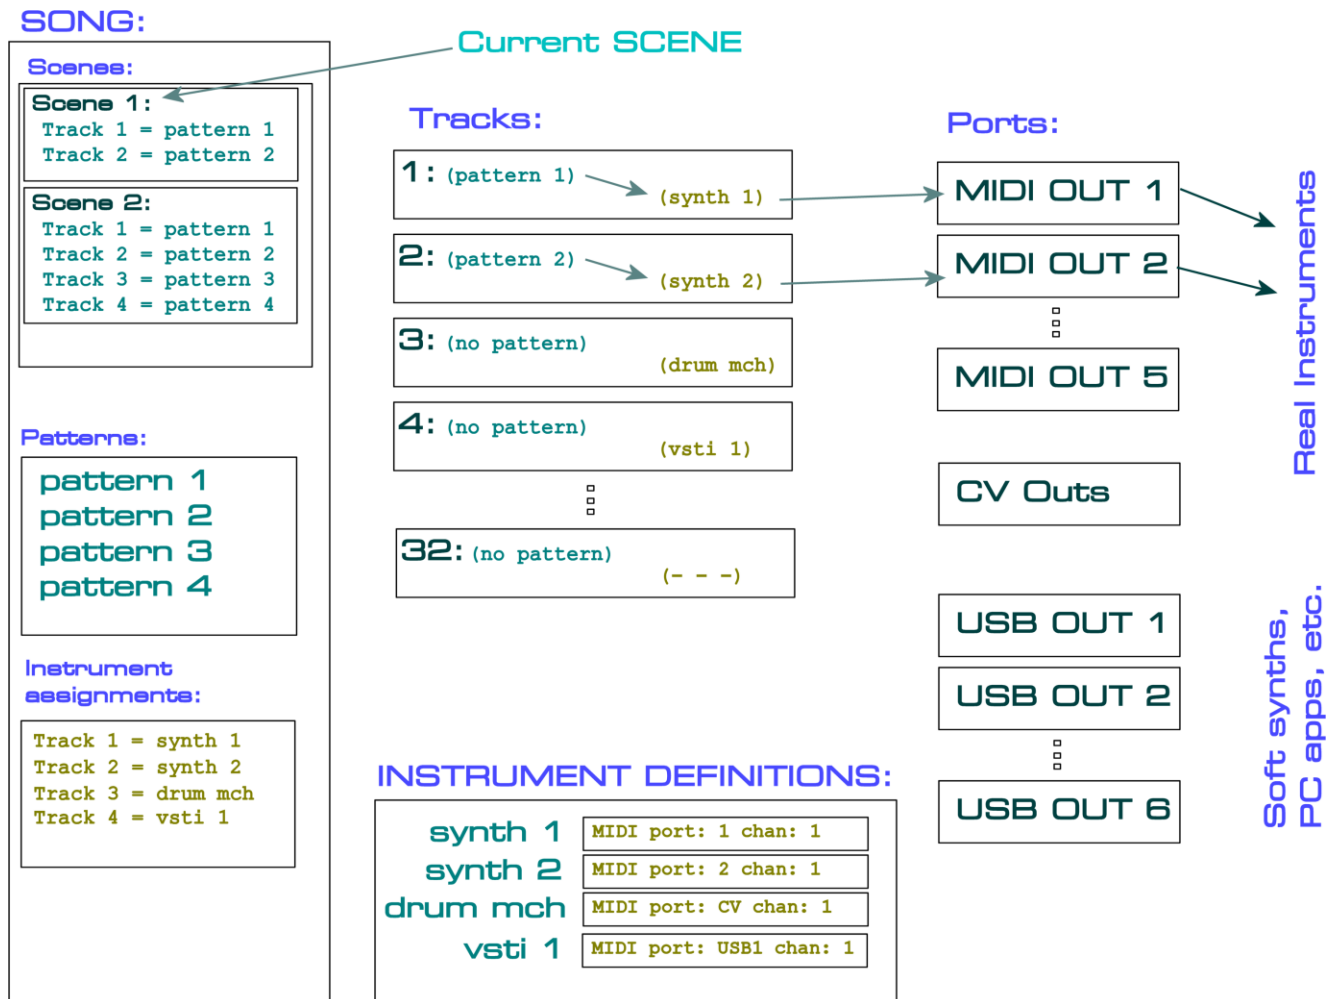 SONG:
Current SCENE
Scenes:
Scene 1:
Track 1 = pattern 1
Track 2 = pattern 2
Scene 2:
Track 1 = pattern 1
Track 2 = pattern 2
Track 3 = pattern 3
Track 4 = pattern 4
Patterns:
pattern 1
pattern 2
pattern 3
pattern 4
Instrument
assignments:
Track 1 = synth 1
Track 2 = synth 2
Track 3 = drum mch
Track 4 = vsti 1
Tracks:
1: (pattern 1)
(synth 1)
2: (pattern 2)
(synth 2)
3: (no pattern)
(drum mch)
4: (no pattern)
(vsti 1)
32: (no pattern)
(- - -)
INSTRUMENT DEFINITIONS:
synth 1 MIDI port: 1 chan: 1
synth 2 MIDI port: 2 chan: 1
drum mch MIDI port: CV chan: 1
vsti 1 MIDI port: USB1 chan: 1
Ports:
MIDI OUT 1
MIDI OUT 2
MIDI OUT 5
CV Outs
USB OUT 1
USB OUT 2
USB OUT 6
Real Instruments
Soft synths,
PC apps, etc.